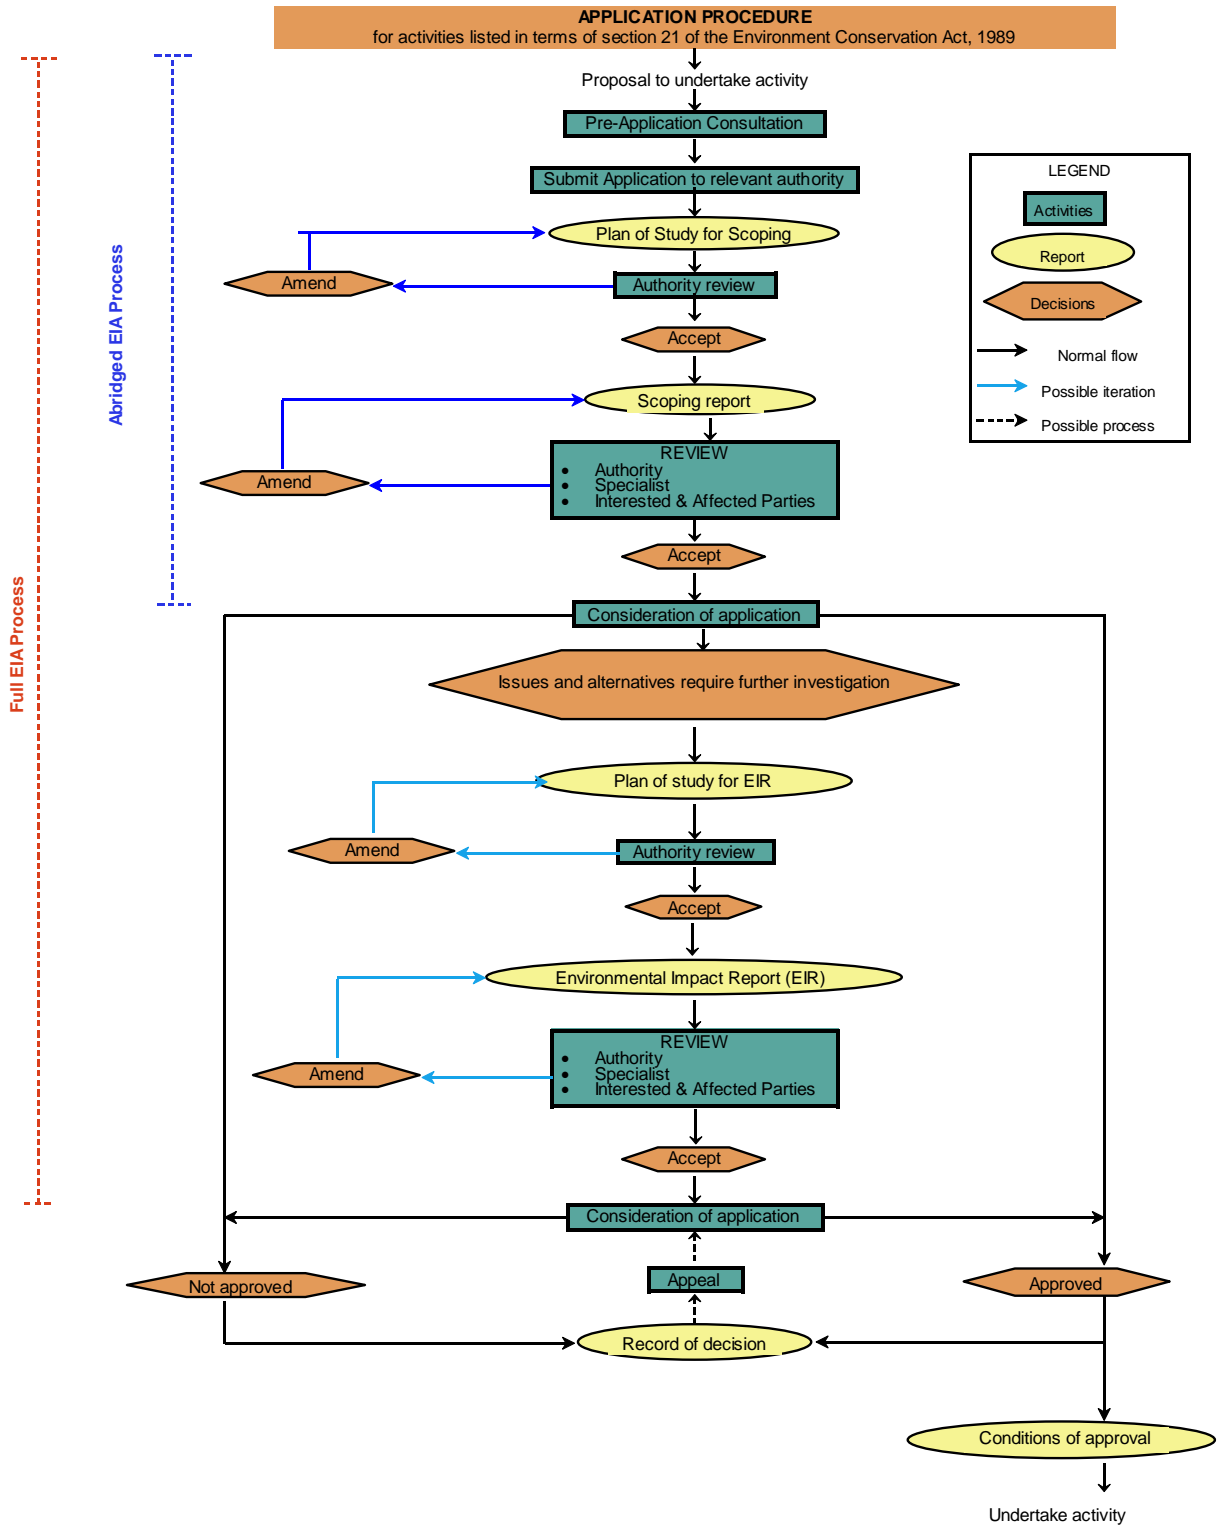 APPLICATION PROCEDURE
for activities listed in terms of section 21 of the Environment Conservation Act, 1989
Proposal to undertake activity
Pre-Application Consultation
Submit Application to relevant authority
Plan of Study for Scoping
Amend
Authority review
Accept
Scoping report
Amend
REVIEW
• Authority
• Specialist
• Interested & Affected Parties
Accept
Consideration of application
Issues and alternatives require further investigation
Plan of study for EIR
Amend
Authority review
Accept
Environmental Impact Report (EIR)
Amend
REVIEW
• Authority
• Specialist
• Interested & Affected Parties
Accept
Consideration of application
Not approved
Appeal
Approved
Record of decision
Conditions of approval
Undertake activity
LEGEND
Activities
Report
Decisions
Normal flow
Possible iteration
Possible process
Abridged EIA Process
Full EIA Process